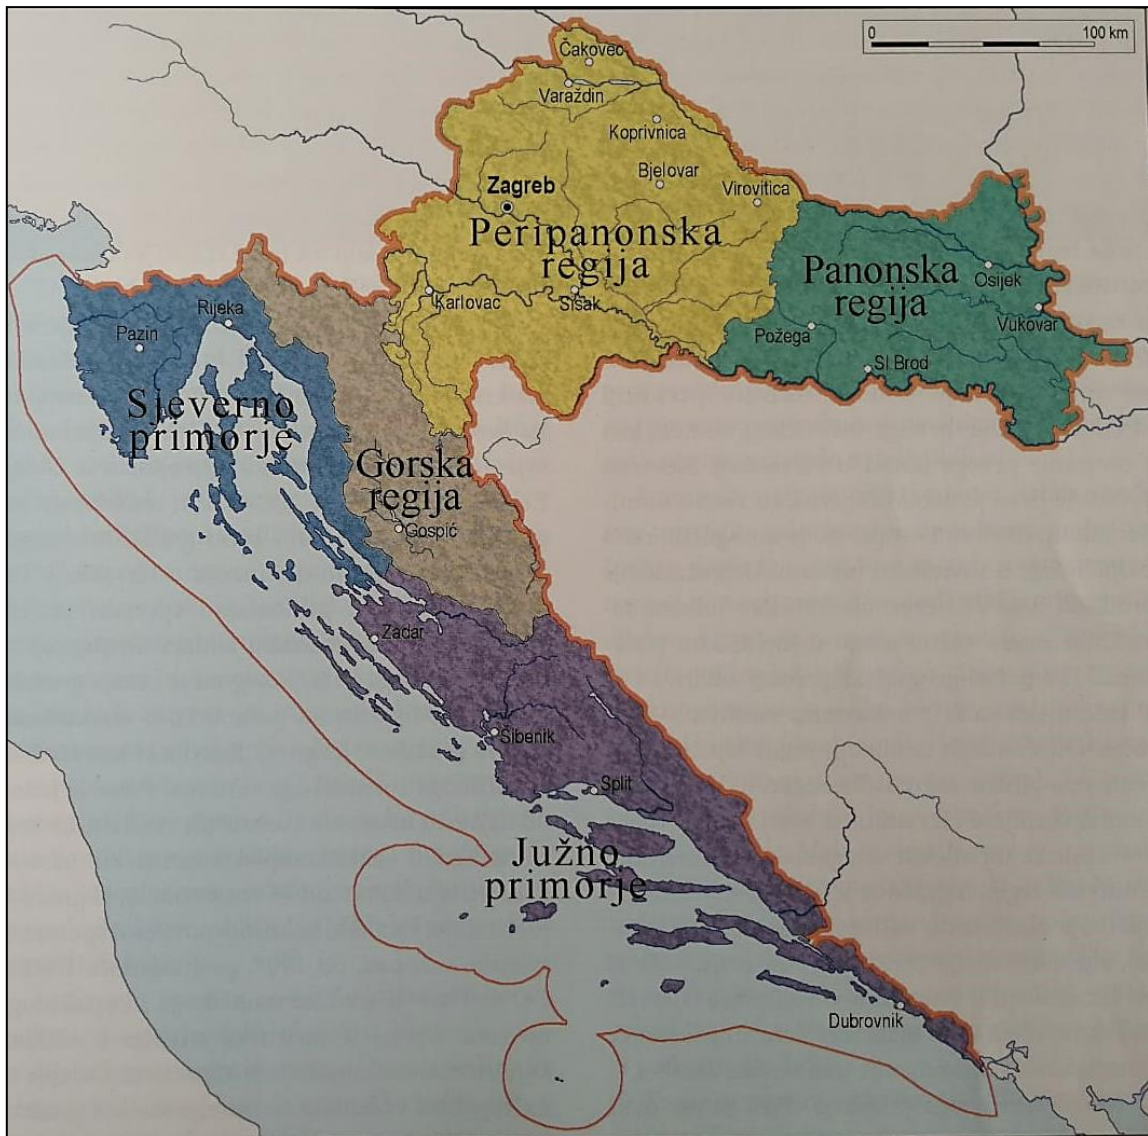 0 100 km
Čakovec
Varaždin
Koprivnica
Bjelovar
Virovitica
Zagreb
Peripanonska
regija
Karlovac
Sisak
Panonska
regija
Osijek
Vukovar
Požega
Sl Brod
Rijeka
Pazin
Sjeverno
primorje
Gorska
regija
Gospić
Zadar
Šibenik
Split
Južno
primorje
Dubrovnik